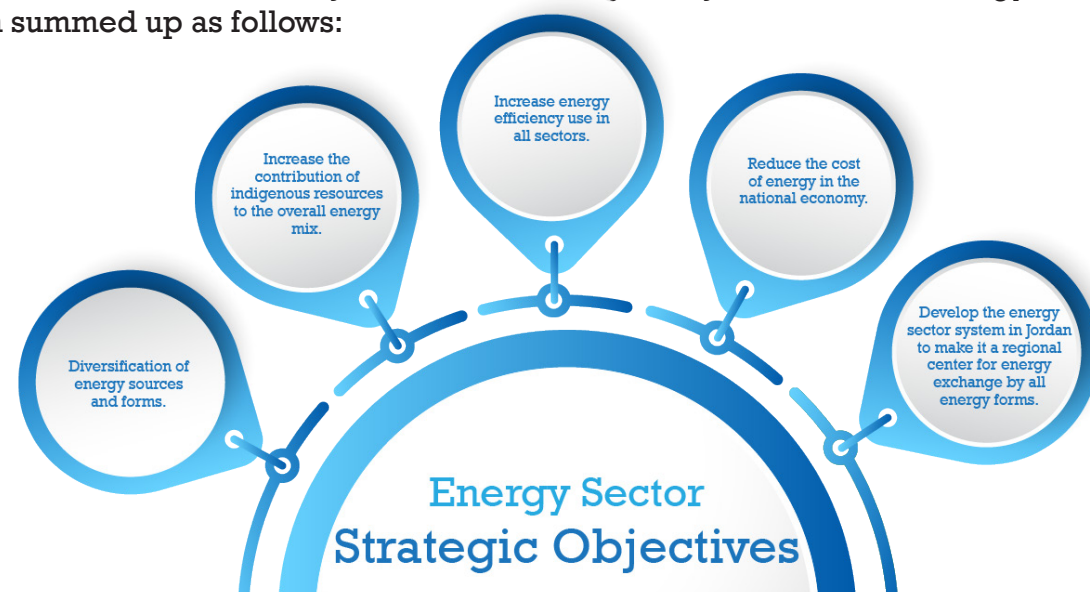 summed up as follows:
Diversification of
energy sources
and forms.
Increase the
contribution of
indigenous resources
to the overall energy
mix.
Increase energy
efficiency use in
all sectors.
Reduce the cost
of energy in the
national economy.
Develop the energy
sector system in Jordan
to make it a regional
center for energy
exchange by all
energy forms.
Energy Sector
Strategic Objectives